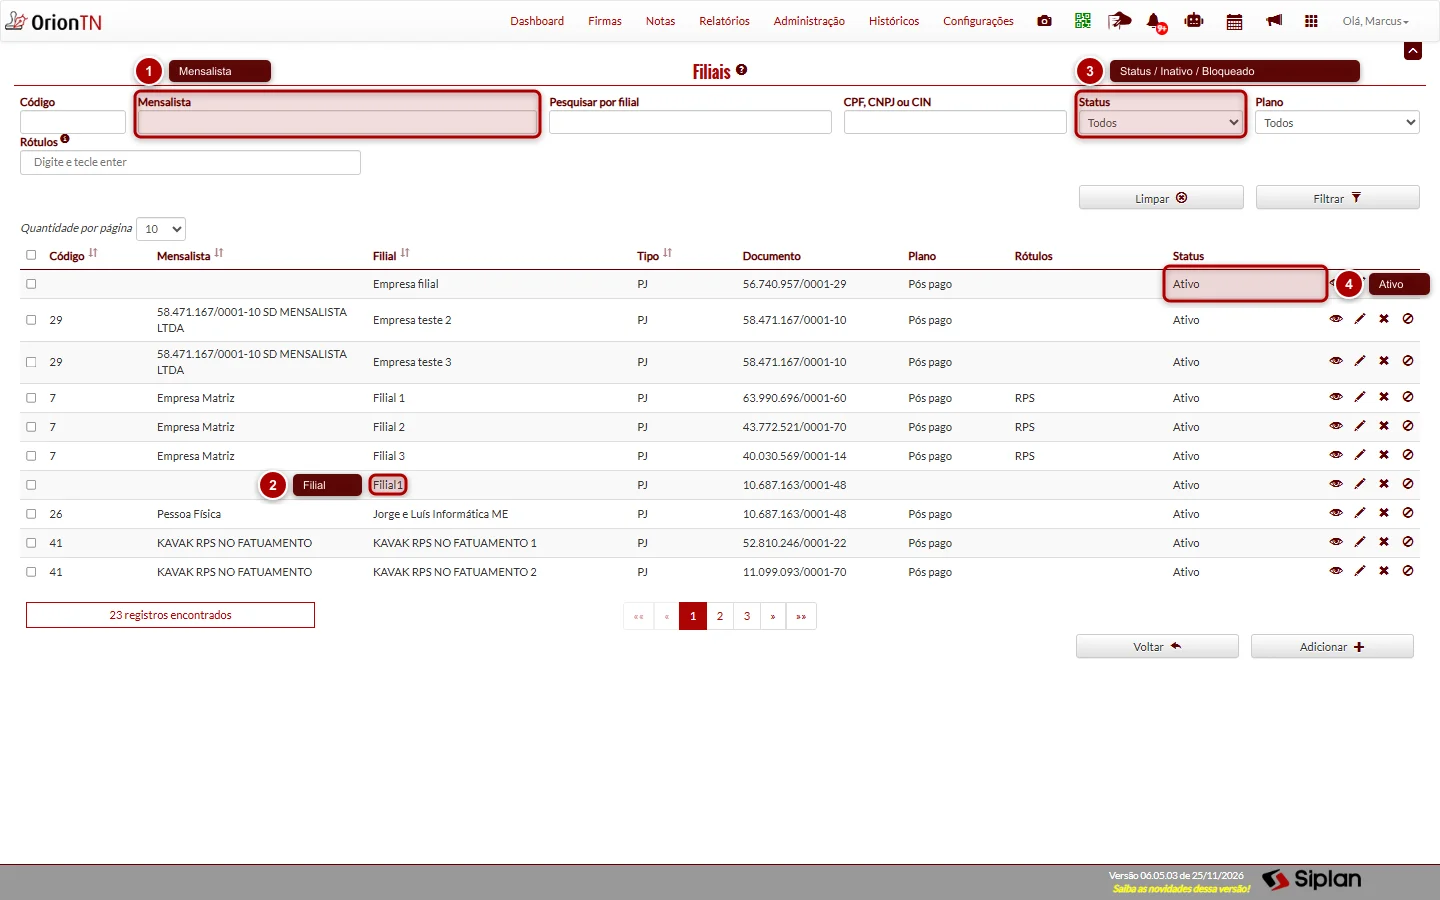 OrionTN
Dashboard
Firmas
Notas
Relatórios
Administração
Históricos
Configurações
9+
Olá, Marcus
1
Mensalista
Filiais
3
Status / Inativo / Bloqueado
Código
Mensalista
Pesquisar por filial
CPF, CNPJ ou CIN
Status
Plano
Todos
Todos
Rótulos
Digite e tecle enter
Limpar
Filtrar
Quantidade por página
10
Código
Mensalista
Filial
Tipo
Documento
Plano
Rótulos
Status
Empresa filial
PJ
56.740.957/0001-29
Pós pago
Ativo
4
Ativo
29
58.471.167/0001-10 SD MENSALISTA
LTDA
Empresa teste 2
PJ
58.471.167/0001-10
Pós pago
Ativo
29
58.471.167/0001-10 SD MENSALISTA
LTDA
Empresa teste 3
PJ
58.471.167/0001-10
Pós pago
Ativo
7
Empresa Matriz
Filial 1
PJ
63.990.696/0001-60
Pós pago
RPS
Ativo
7
Empresa Matriz
Filial 2
PJ
43.772.521/0001-70
Pós pago
RPS
Ativo
7
Empresa Matriz
Filial 3
PJ
40.030.569/0001-14
Pós pago
RPS
Ativo
2
Filial
Filial1
PJ
10.687.163/0001-48
Ativo
26
Pessoa Física
Jorge e Luís Informática ME
PJ
10.687.163/0001-48
Pós pago
Ativo
41
KAVAK RPS NO FATUAMENTO
KAVAK RPS NO FATUAMENTO 1
PJ
52.810.246/0001-22
Pós pago
Ativo
41
KAVAK RPS NO FATUAMENTO
KAVAK RPS NO FATUAMENTO 2
PJ
11.099.093/0001-70
Pós pago
Ativo
23 registros encontrados
««
«
1
2
3
»
»»
Voltar
Adicionar
Versão 06.05.03 de 25/11/2026
Saiba as novidades dessa versão!
Siplan